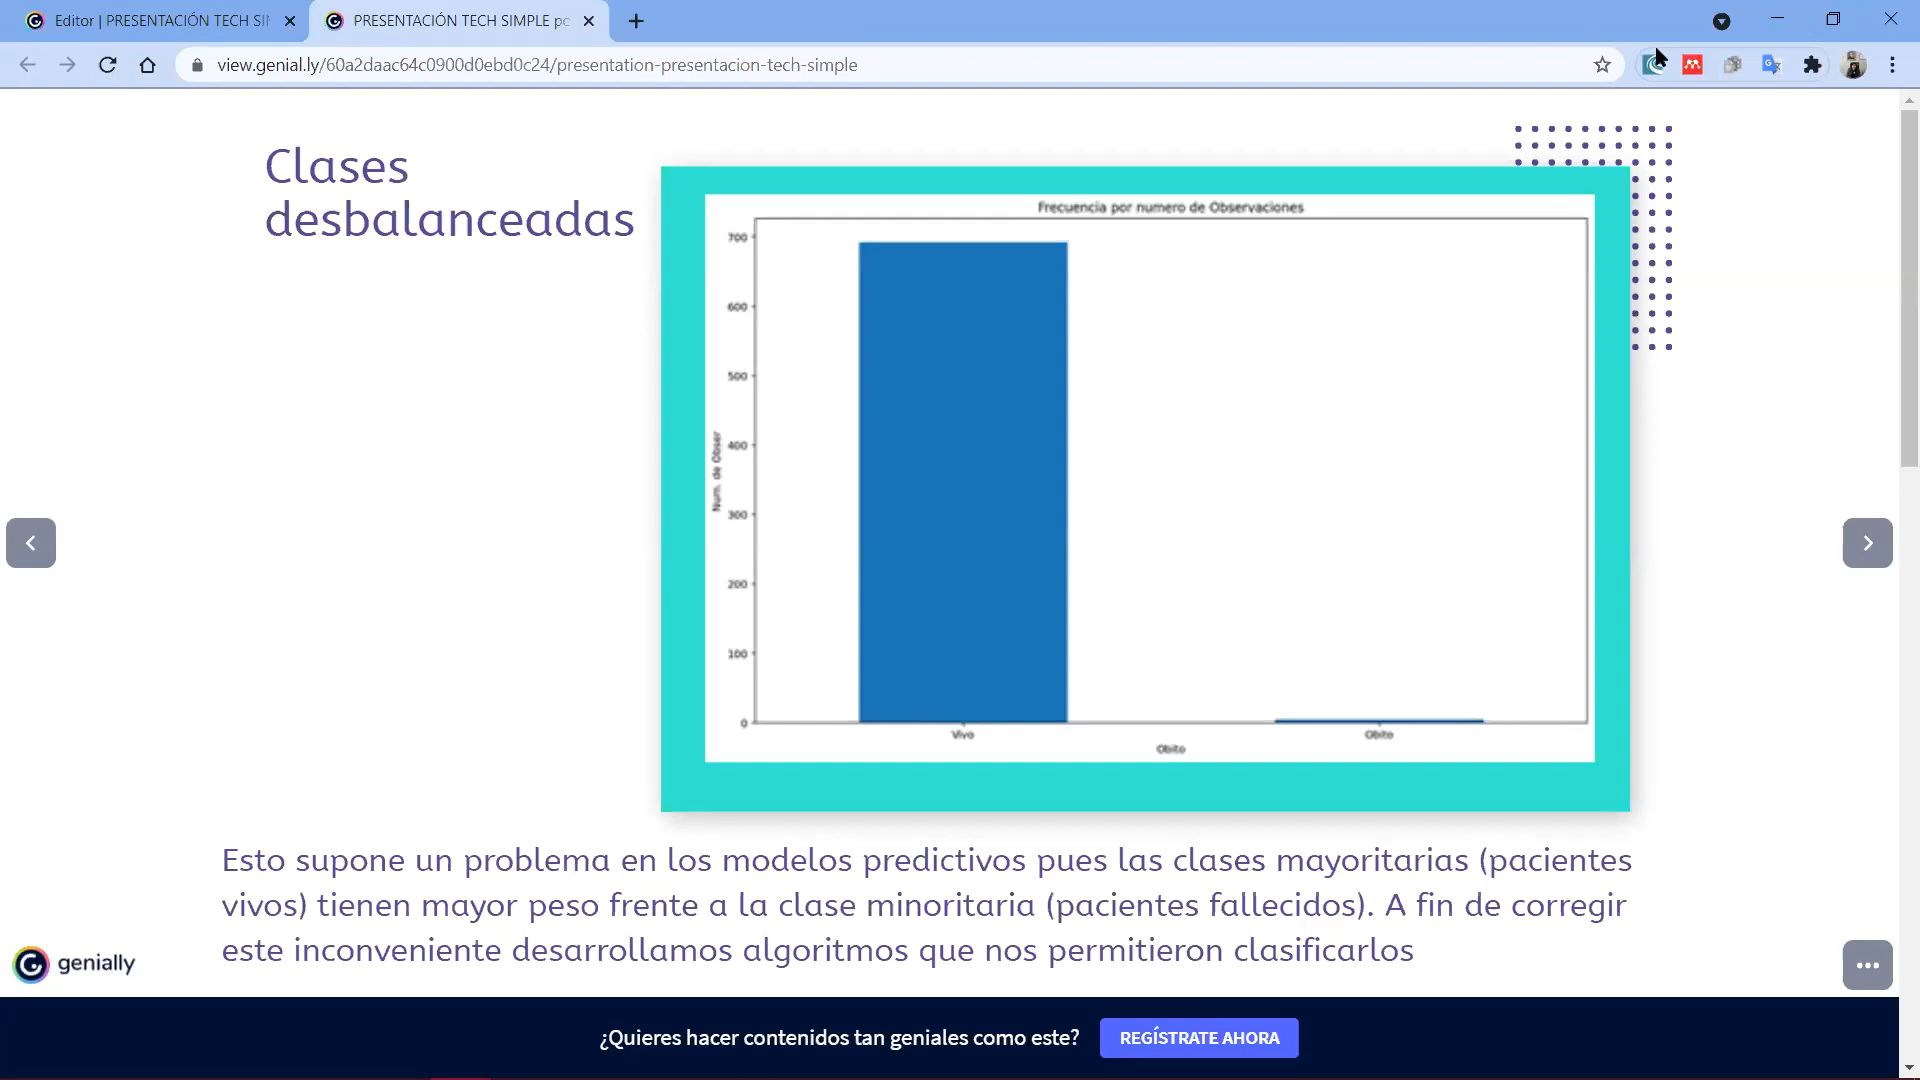 Editor | PRESENTACIÓN TECH SI
PRESENTACIÓN TECH SIMPLE po
view.genial.ly/60a2daac64c0900d0ebd0c24/presentation-presentacion-tech-simple
Clases
desbalanceadas
Frecuencia por numero de Observaciones
700
600
500
400
300
200
100
0
Num. de Obser
Vivo
Obito
Obito
Esto supone un problema en los modelos predictivos pues las clases mayoritarias (pacientes
vivos) tienen mayor peso frente a la clase minoritaria (pacientes fallecidos). A fin de corregir
este inconveniente desarrollamos algoritmos que nos permitieron clasificarlos
genially
¿Quieres hacer contenidos tan geniales como este?
REGÍSTRATE AHORA